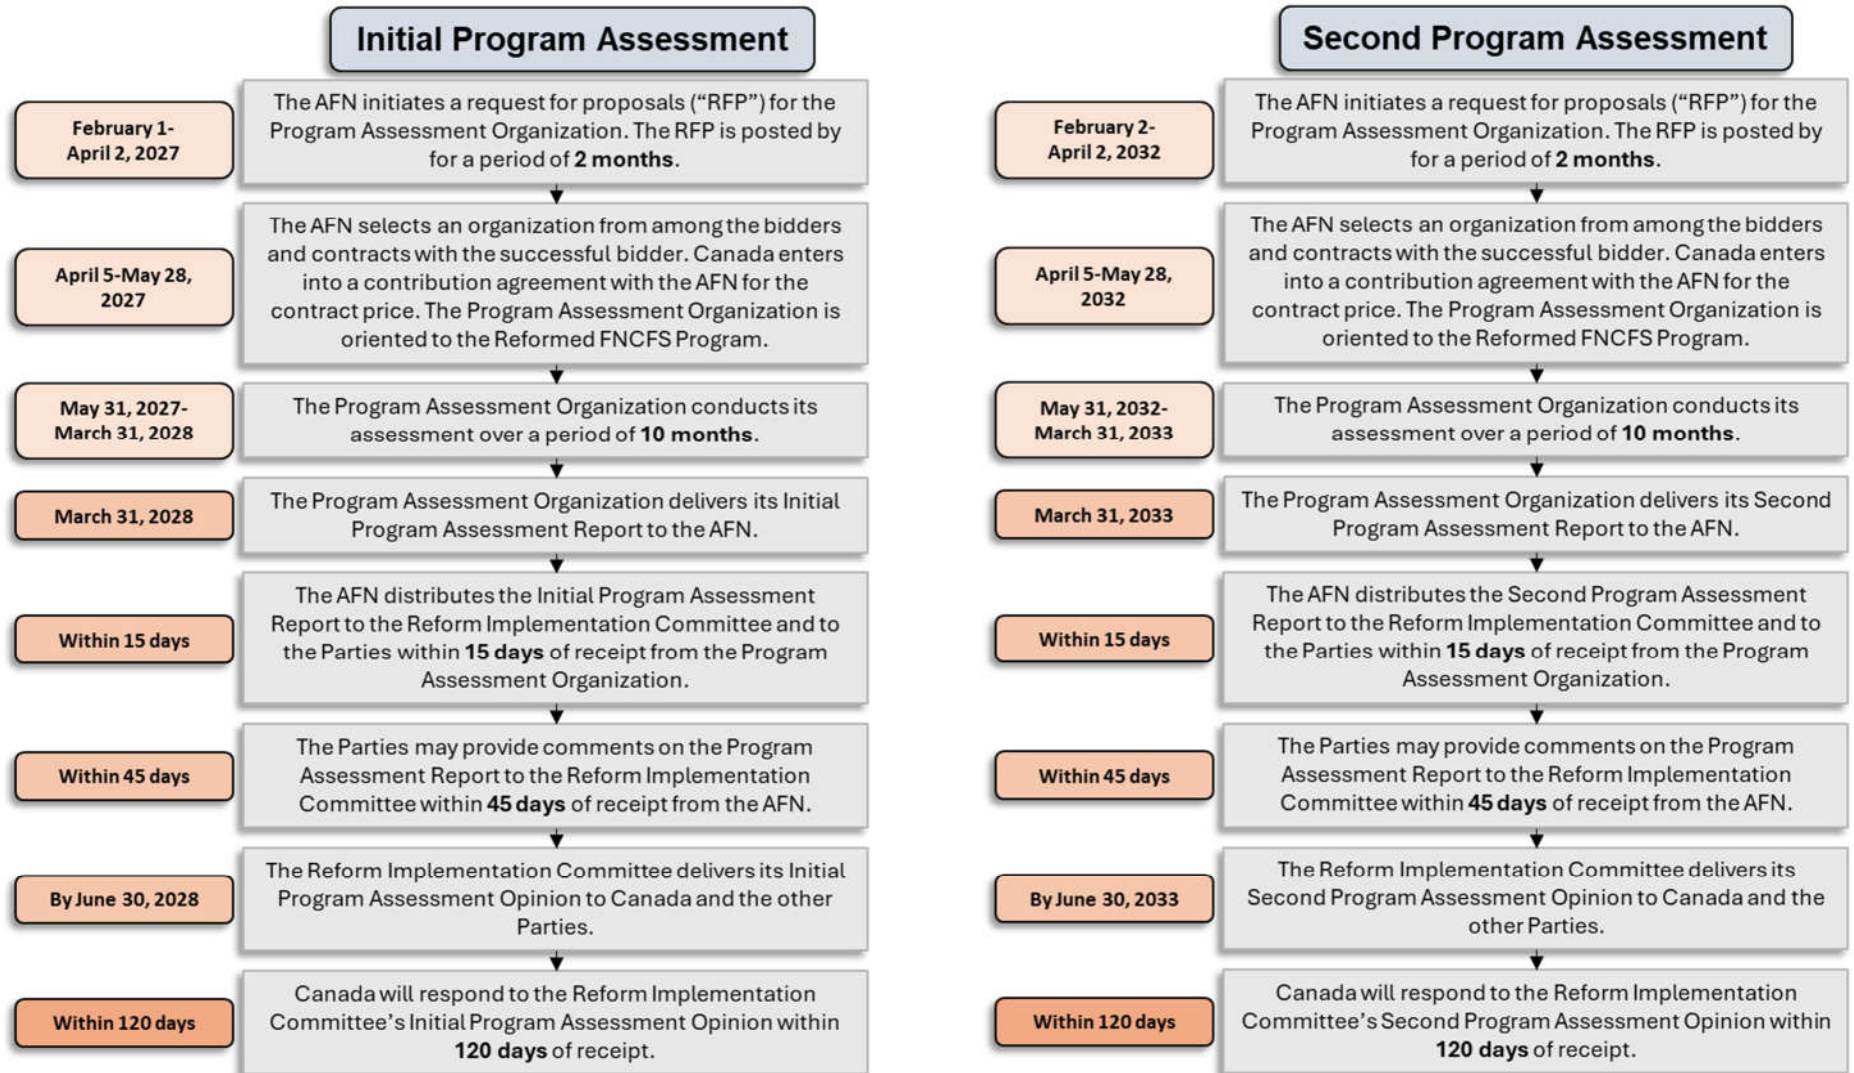 Initial Program Assessment
February 1-
April 2, 2027
The AFN initiates a request for proposals (“RFP”) for the
Program Assessment Organization. The RFP is posted by
for a period of 2 months.
April 5-May 28,
2027
The AFN selects an organization from among the bidders
and contracts with the successful bidder. Canada enters
into a contribution agreement with the AFN for the
contract price. The Program Assessment Organization is
oriented to the Reformed FNCFS Program.
May 31, 2027-
March 31, 2028
The Program Assessment Organization conducts its
assessment over a period of 10 months.
March 31, 2028
The Program Assessment Organization delivers its Initial
Program Assessment Report to the AFN.
Within 15 days
The AFN distributes the Initial Program Assessment
Report to the Reform Implementation Committee and to
the Parties within 15 days of receipt from the Program
Assessment Organization.
Within 45 days
The Parties may provide comments on the Program
Assessment Report to the Reform Implementation
Committee within 45 days of receipt from the AFN.
By June 30, 2028
The Reform Implementation Committee delivers its Initial
Program Assessment Opinion to Canada and the other
Parties.
Within 120 days
Canada will respond to the Reform Implementation
Committee’s Initial Program Assessment Opinion within
120 days of receipt.
Second Program Assessment
February 2-
April 2, 2032
The AFN initiates a request for proposals (“RFP”) for the
Program Assessment Organization. The RFP is posted by
for a period of 2 months.
April 5-May 28,
2032
The AFN selects an organization from among the bidders
and contracts with the successful bidder. Canada enters
into a contribution agreement with the AFN for the
contract price. The Program Assessment Organization is
oriented to the Reformed FNCFS Program.
May 31, 2032-
March 31, 2033
The Program Assessment Organization conducts its
assessment over a period of 10 months.
March 31, 2033
The Program Assessment Organization delivers its Second
Program Assessment Report to the AFN.
Within 15 days
The AFN distributes the Second Program Assessment
Report to the Reform Implementation Committee and to
the Parties within 15 days of receipt from the Program
Assessment Organization.
Within 45 days
The Parties may provide comments on the Program
Assessment Report to the Reform Implementation
Committee within 45 days of receipt from the AFN.
By June 30, 2033
The Reform Implementation Committee delivers its
Second Program Assessment Opinion to Canada and the
other Parties.
Within 120 days
Canada will respond to the Reform Implementation
Committee’s Second Program Assessment Opinion within
120 days of receipt.